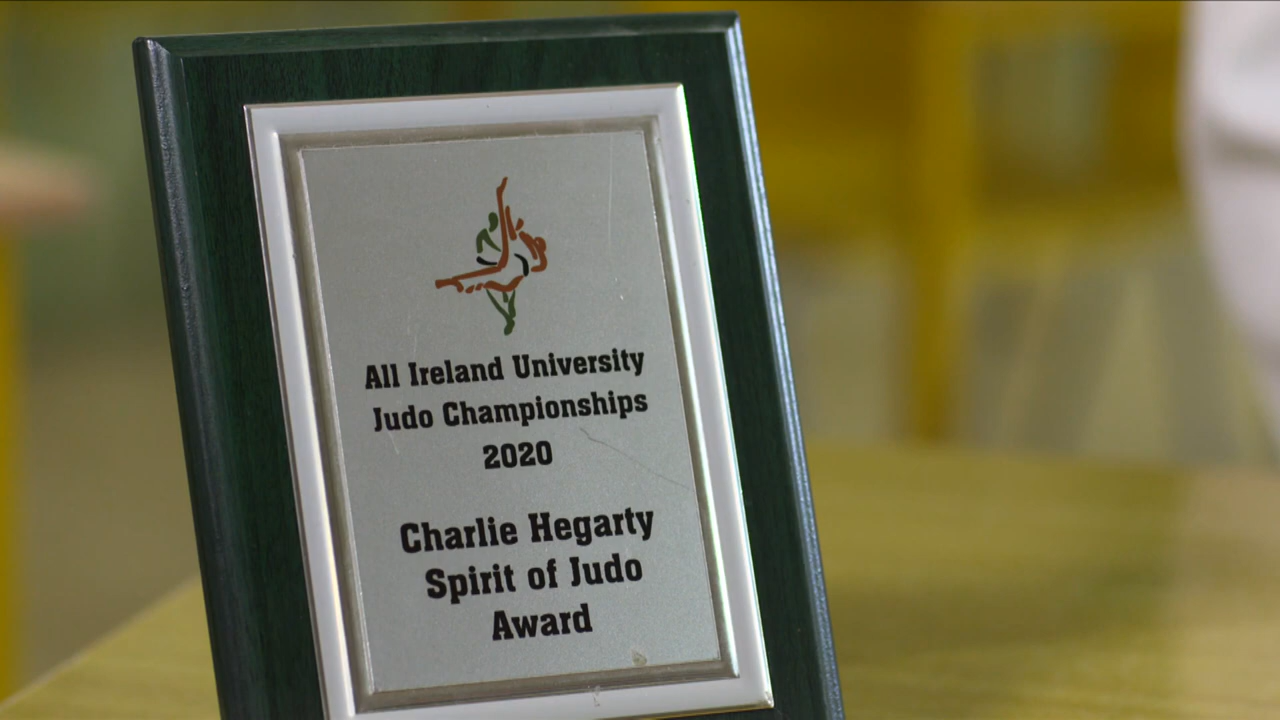 All Ireland University
Judo Championships
2020
Charlie Hegarty
Spirit of Judo
Award